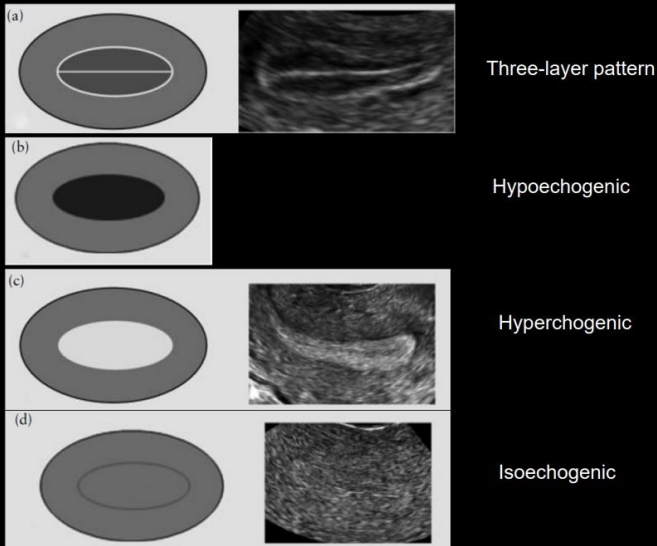 (a)
Three-layer pattern
(b)
Hypoechogenic
(c)
Hyperchogenic
(d)
Isoechogenic